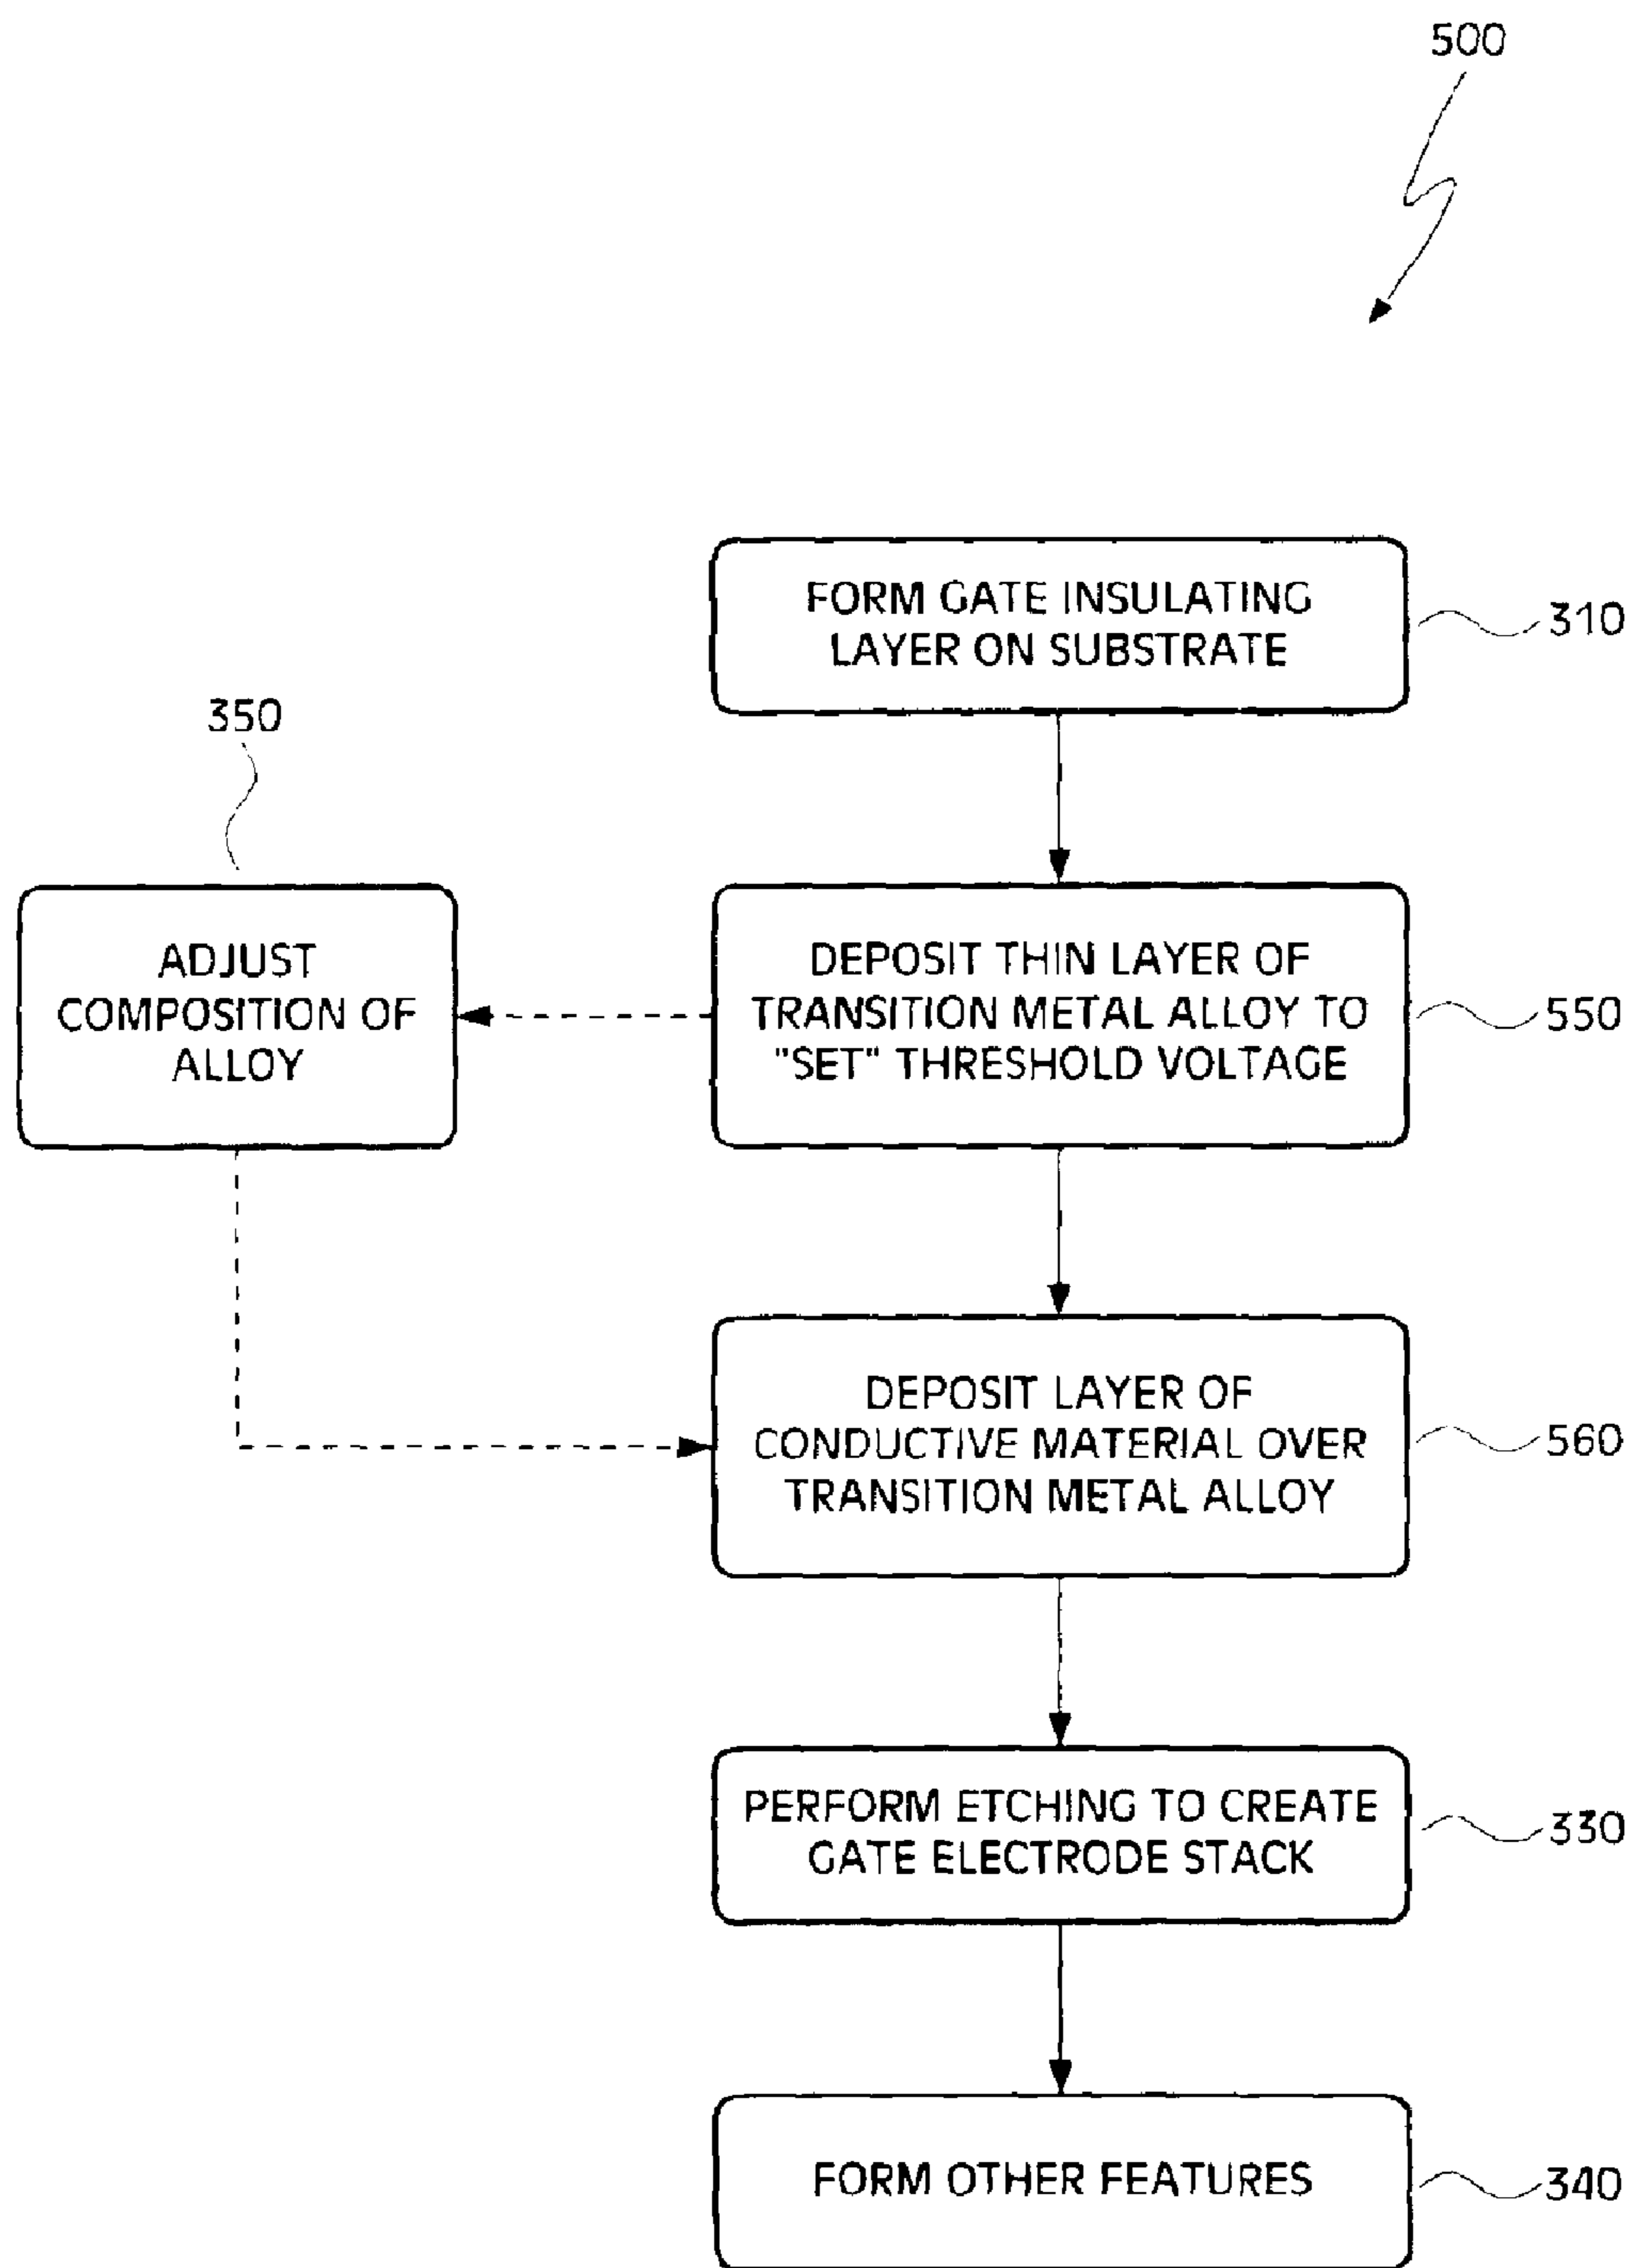 500
FORM GATE INSULATING
LAYER ON SUBSTRATE
310
350
ADJUST
COMPOSITION OF
ALLOY
DEPOSIT THIN LAYER OF
TRANSITION METAL ALLOY TO
"SET" THRESHOLD VOLTAGE
550
DEPOSIT LAYER OF
CONDUCTIVE MATERIAL OVER
TRANSITION METAL ALLOY
560
PERFORM ETCHING TO CREATE
GATE ELECTRODE STACK
330
FORM OTHER FEATURES
340